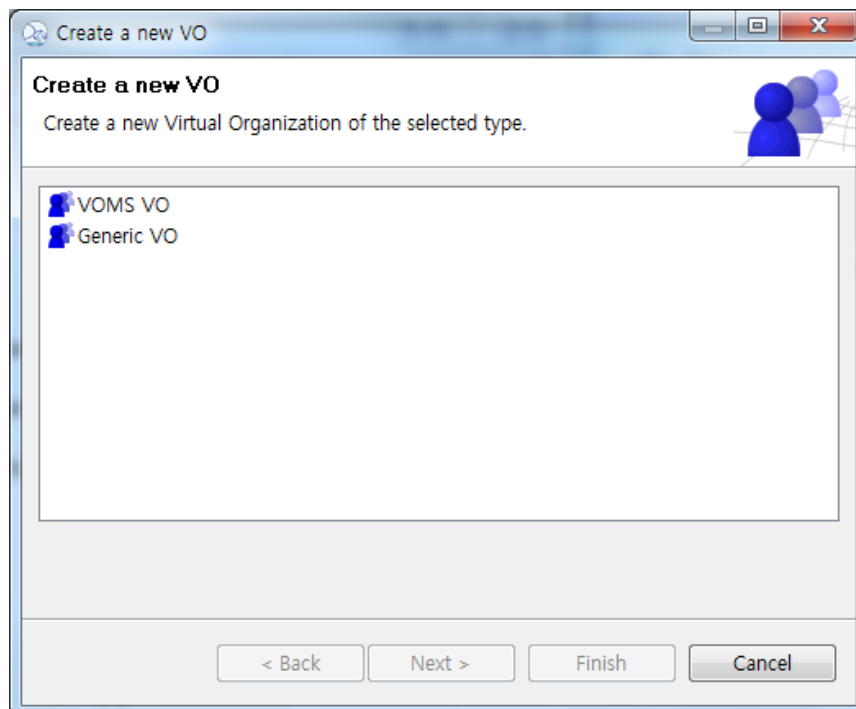 Create a new VO
Create a new VO
Create a new Virtual Organization of the selected type.
VOMS VO
Generic VO
< Back Next > Finish Cancel